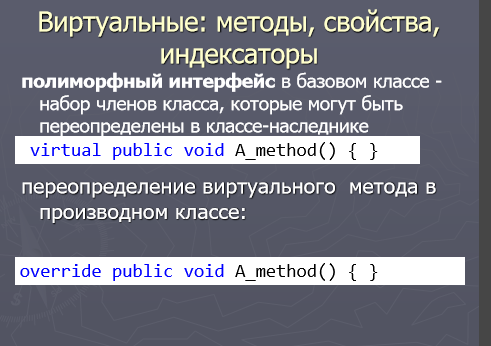 Виртуальные: методы, свойства,
индексаторы
полиморфный интерфейс в базовом классе -
набор членов класса, которые могут быть
переопределены в классе-наследнике
virtual public void A_method() { }
переопределение виртуального метода в
производном классе:
override public void A_method() { }